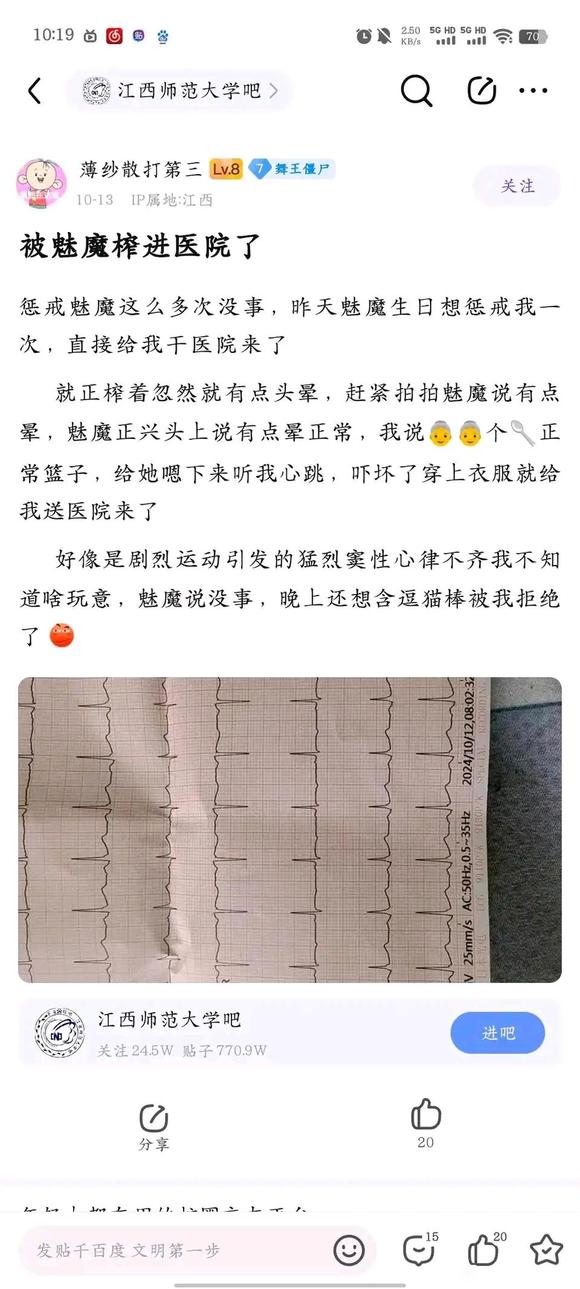 10:19
2.50 KB/s 5G HD 5G HD 70
江西师范大学吧
薄纱散打第三 Lv.8 7 舞王僵尸
关注
10-13 IP属地:江西
被魅魔榨进医院了
惩戒魅魔这么多次没事，昨天魅魔生日想惩戒我一
次，直接给我干医院来了
就正榨着忽然就有点头晕，赶紧拍拍魅魔说有点
晕，魅魔正兴头上说有点晕正常，我说👵👵个🥄正
常篮子，给她嗯下来听我心跳，吓坏了穿上衣服就给
我送医院来了
好像是剧烈运动引发的猛烈窦性心律不齐我不知
道啥玩意，魅魔说没事，晚上还想含逗猫棒被我拒绝
了
V 25mm/s AC:50Hz,0.5~35Hz 2024/10/12,08:02:32
江西师范大学吧
关注 24.5W 贴子 770.9W
进吧
分享
20
发贴千百度 文明第一步
15
20